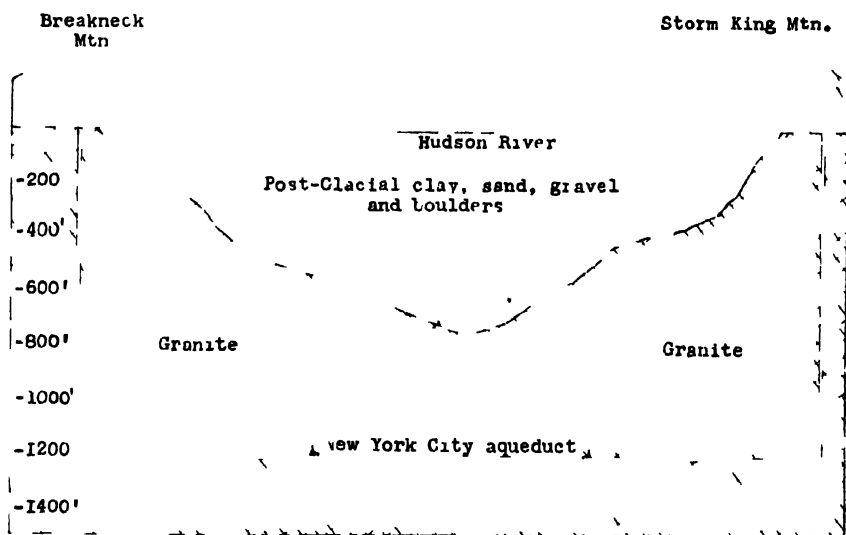 Breakneck
Mtn
Storm King Mtn.
Hudson River
-200
Post-Glacial clay, sand, gravel
and boulders
-400'
-600'
-800'
Granite
Granite
-1000'
-1200
New York City aqueduct
-1400'